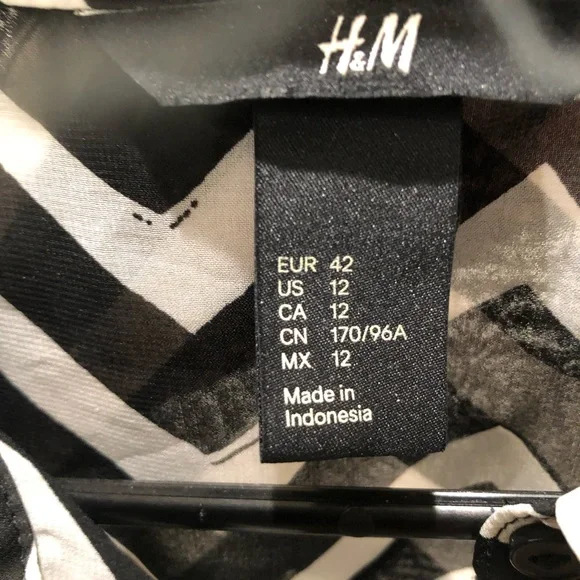 H&M
EUR 42
US 12
CA 12
CN 170/96A
MX 12
Made in
Indonesia